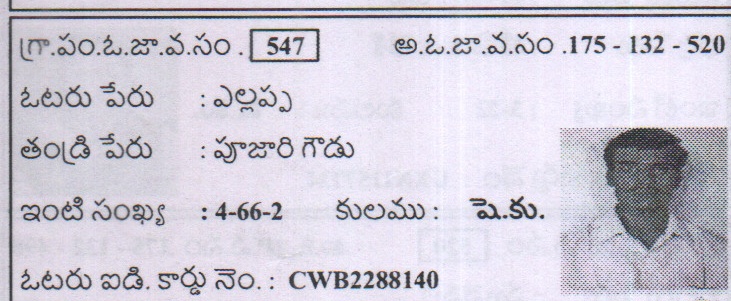 గ్రా.పం.ఓ.జా.వ.సం . 547 అ.ఓ.జా.వ.సం .175 - 132 - 520
ఓటరు పేరు : ఎల్లప్ప
తండ్రి పేరు : పూజారి గౌడు
ఇంటి సంఖ్య : 4-66-2 కులము : షె.కు.
ఓటరు ఐడి. కార్డు నెం. : CWB2288140